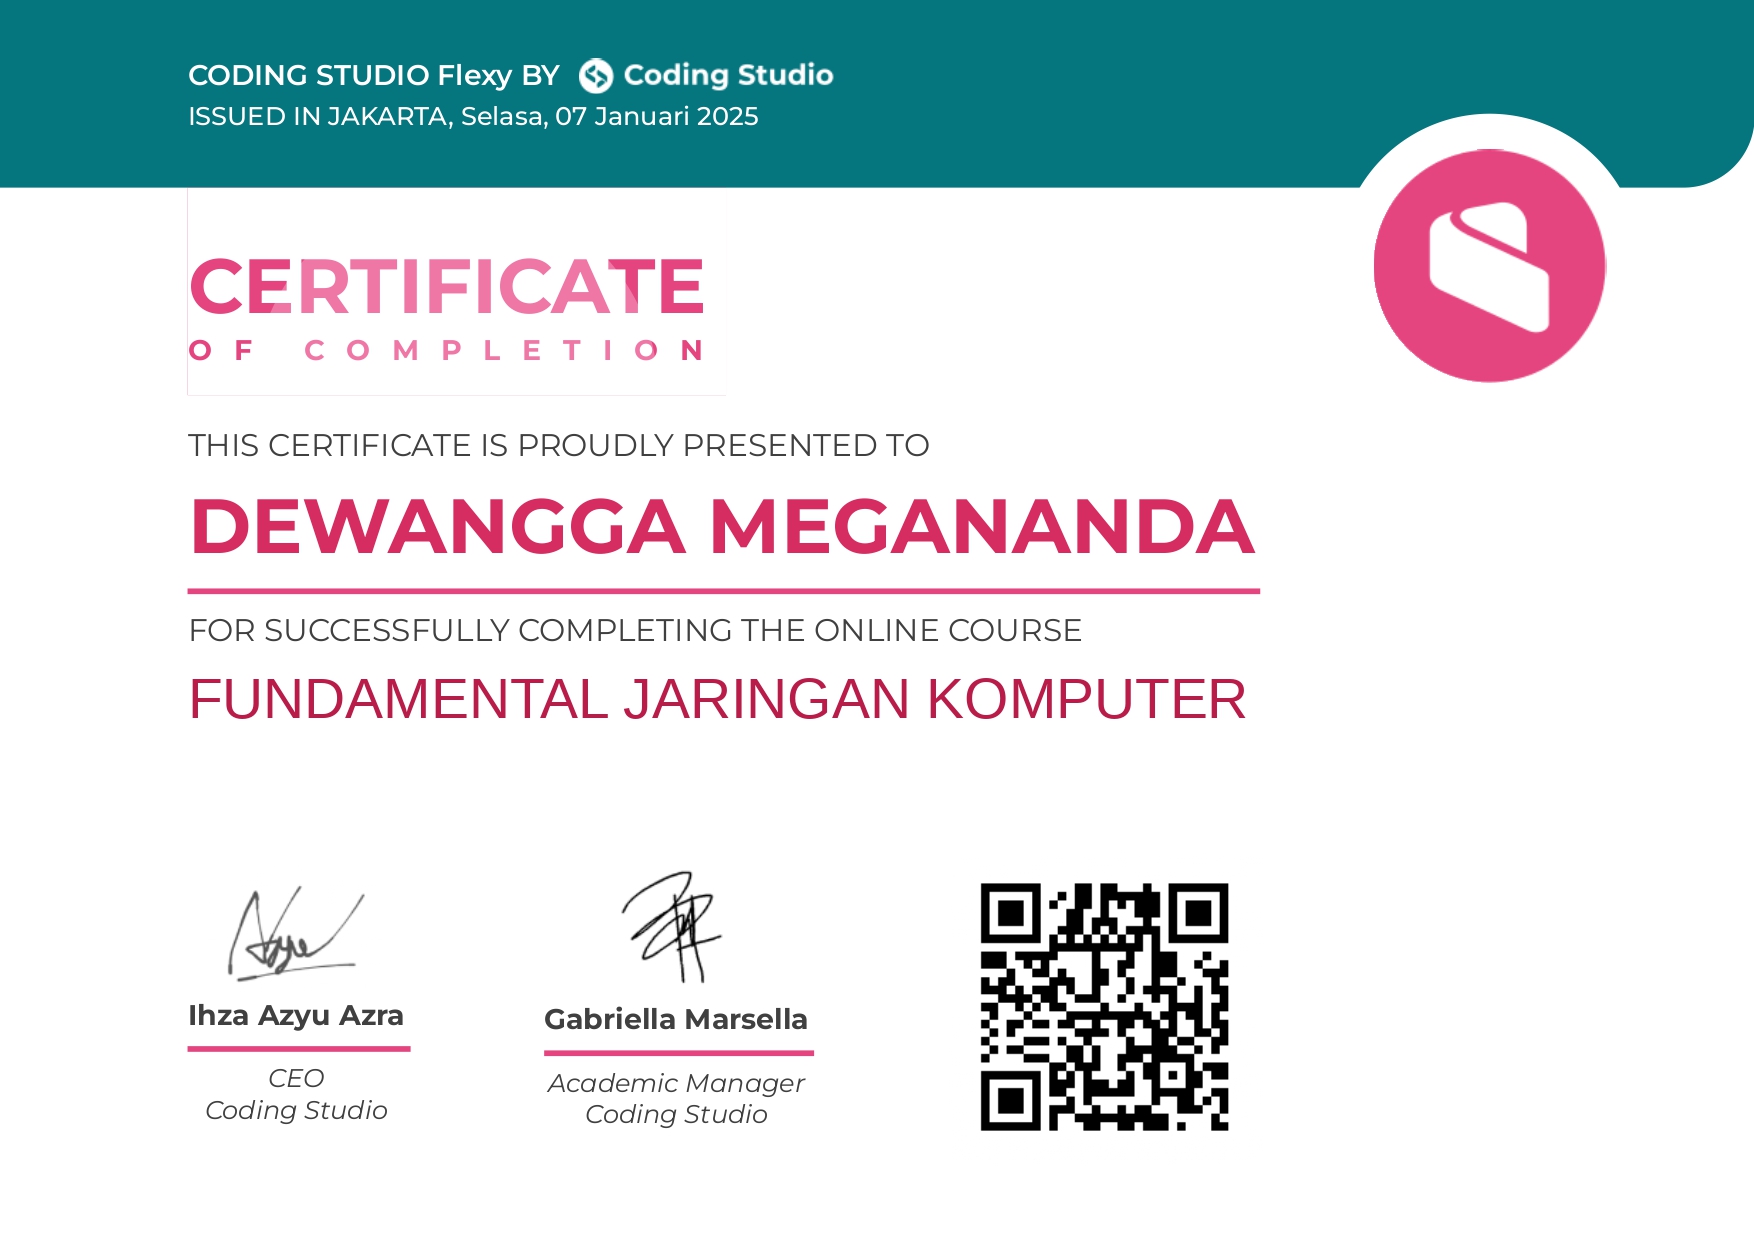 CODING STUDIO Flexy BY Coding Studio
ISSUED IN JAKARTA, Selasa, 07 Januari 2025
CERTIFICATE
OF COMPLETION
THIS CERTIFICATE IS PROUDLY PRESENTED TO
DEWANGGA MEGANANDA
FOR SUCCESSFULLY COMPLETING THE ONLINE COURSE
FUNDAMENTAL JARINGAN KOMPUTER
Ihza Azyu Azra
CEO
Coding Studio
Gabriella Marsella
Academic Manager
Coding Studio